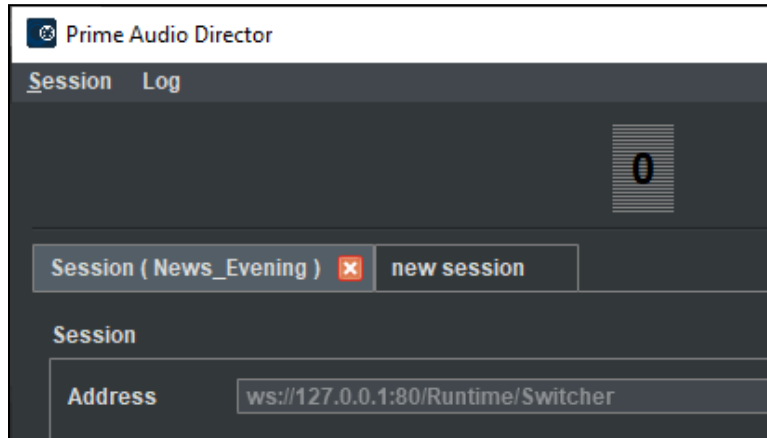 Prime Audio Director
Session Log
0
Session ( News_Evening ) new session
Session
Address ws://127.0.0.1:80/Runtime/Switcher